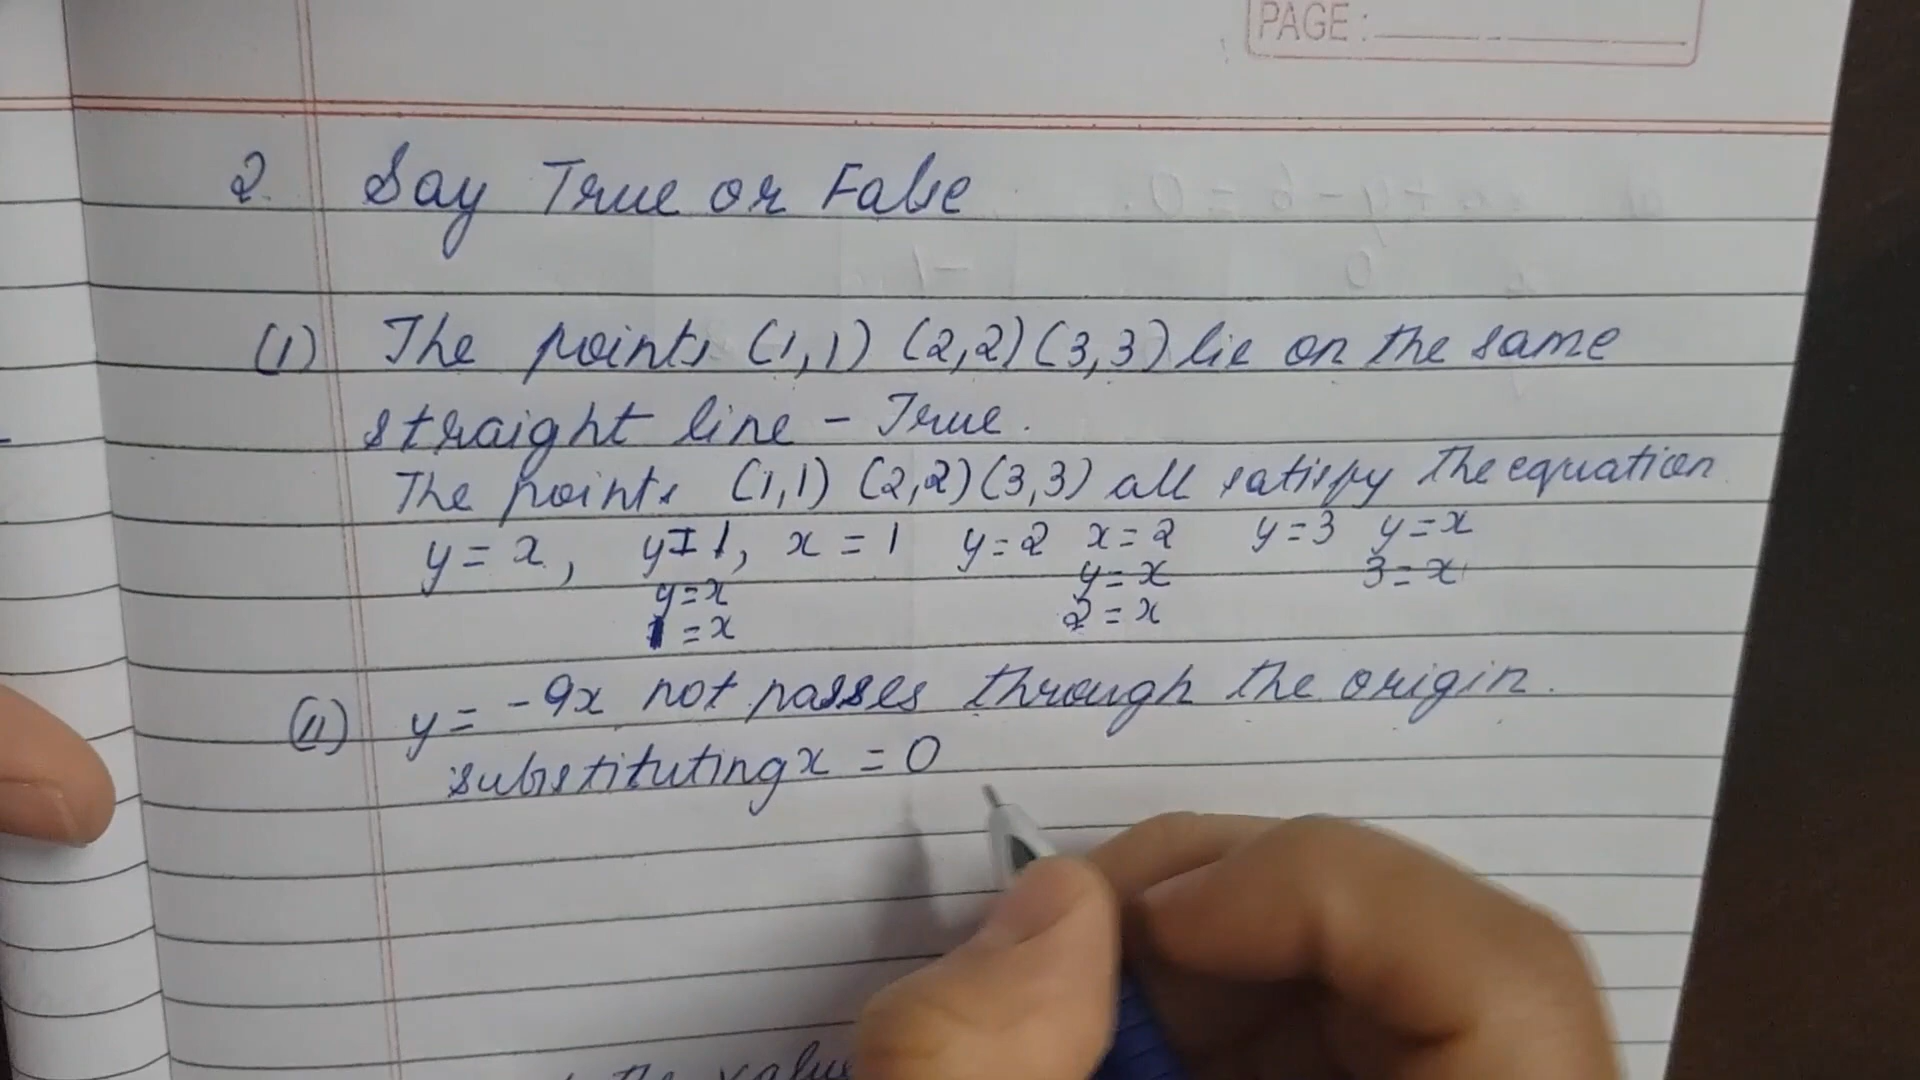 PAGE:
2. Say True or False
(i) The points (1,1) (2,2) (3,3) lie on the same
straight line - True.
The points (1,1) (2,2) (3,3) all satisfy the equation
y = x, y = 1, x = 1 y = 2 x = 2 y = 3 y = x
y = x y = x 3 = x
1 = x 2 = x
(ii) y = -9x not passes through the origin.
substituting x = 0
the value